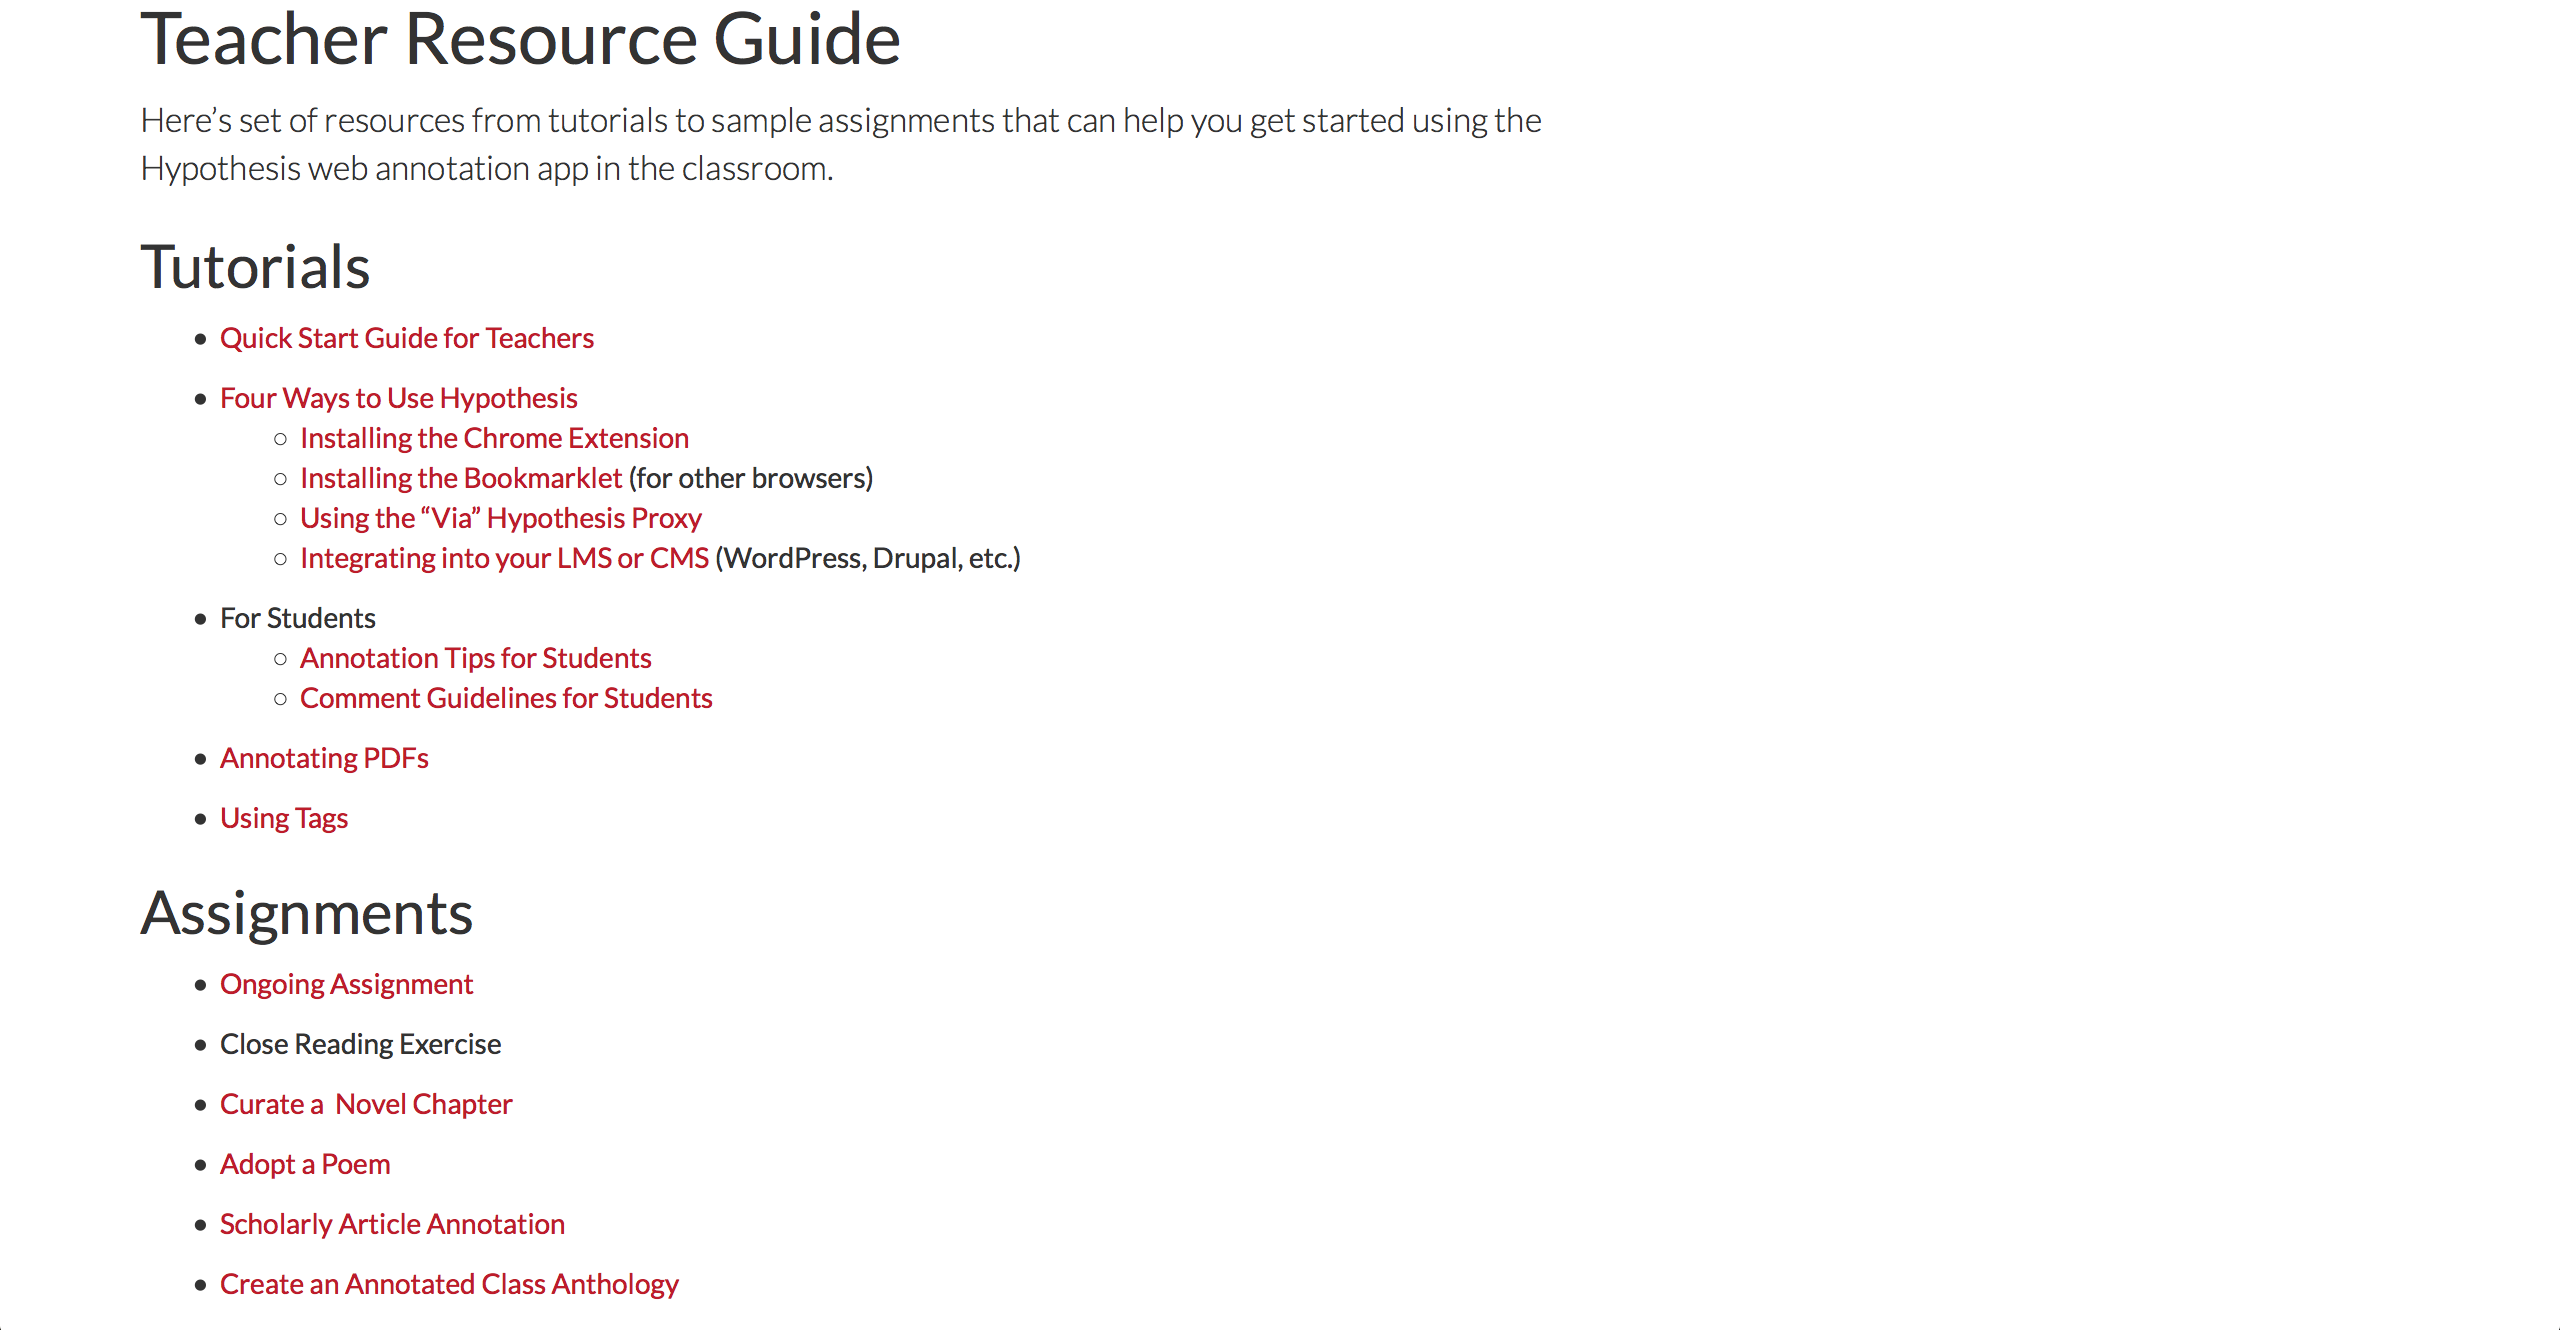 Teacher Resource Guide
Here’s set of resources from tutorials to sample assignments that can help you get started using the
Hypothesis web annotation app in the classroom.
Tutorials
Quick Start Guide for Teachers
Four Ways to Use Hypothesis
Installing the Chrome Extension
Installing the Bookmarklet (for other browsers)
Using the “Via” Hypothesis Proxy
Integrating into your LMS or CMS (WordPress, Drupal, etc.)
For Students
Annotation Tips for Students
Comment Guidelines for Students
Annotating PDFs
Using Tags
Assignments
Ongoing Assignment
Close Reading Exercise
Curate a  Novel Chapter
Adopt a Poem
Scholarly Article Annotation
Create an Annotated Class Anthology